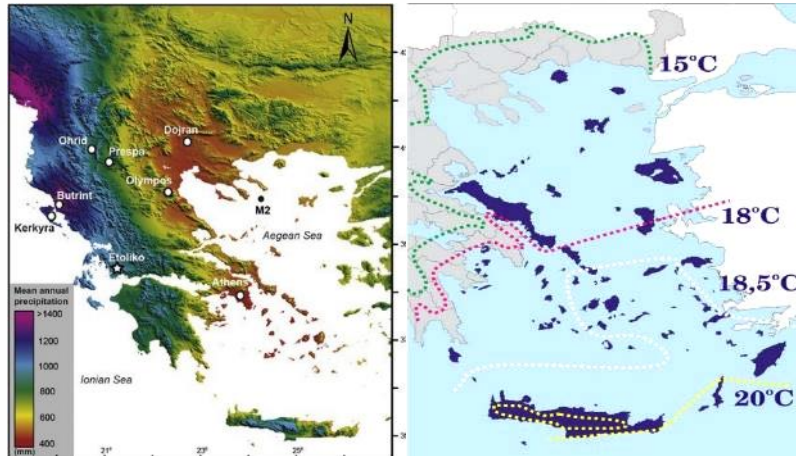 N
Dojran
Ohrid
Prespa
Olympos
Butrint
M2
Kerkyra
Aegean Sea
Etoliko
Mean annual
precipitation
Athens
>1400
1200
1000
800
Ionian Sea
600
400
(mm)
21°
23°
25°
15°C
18°C
18,5°C
20°C